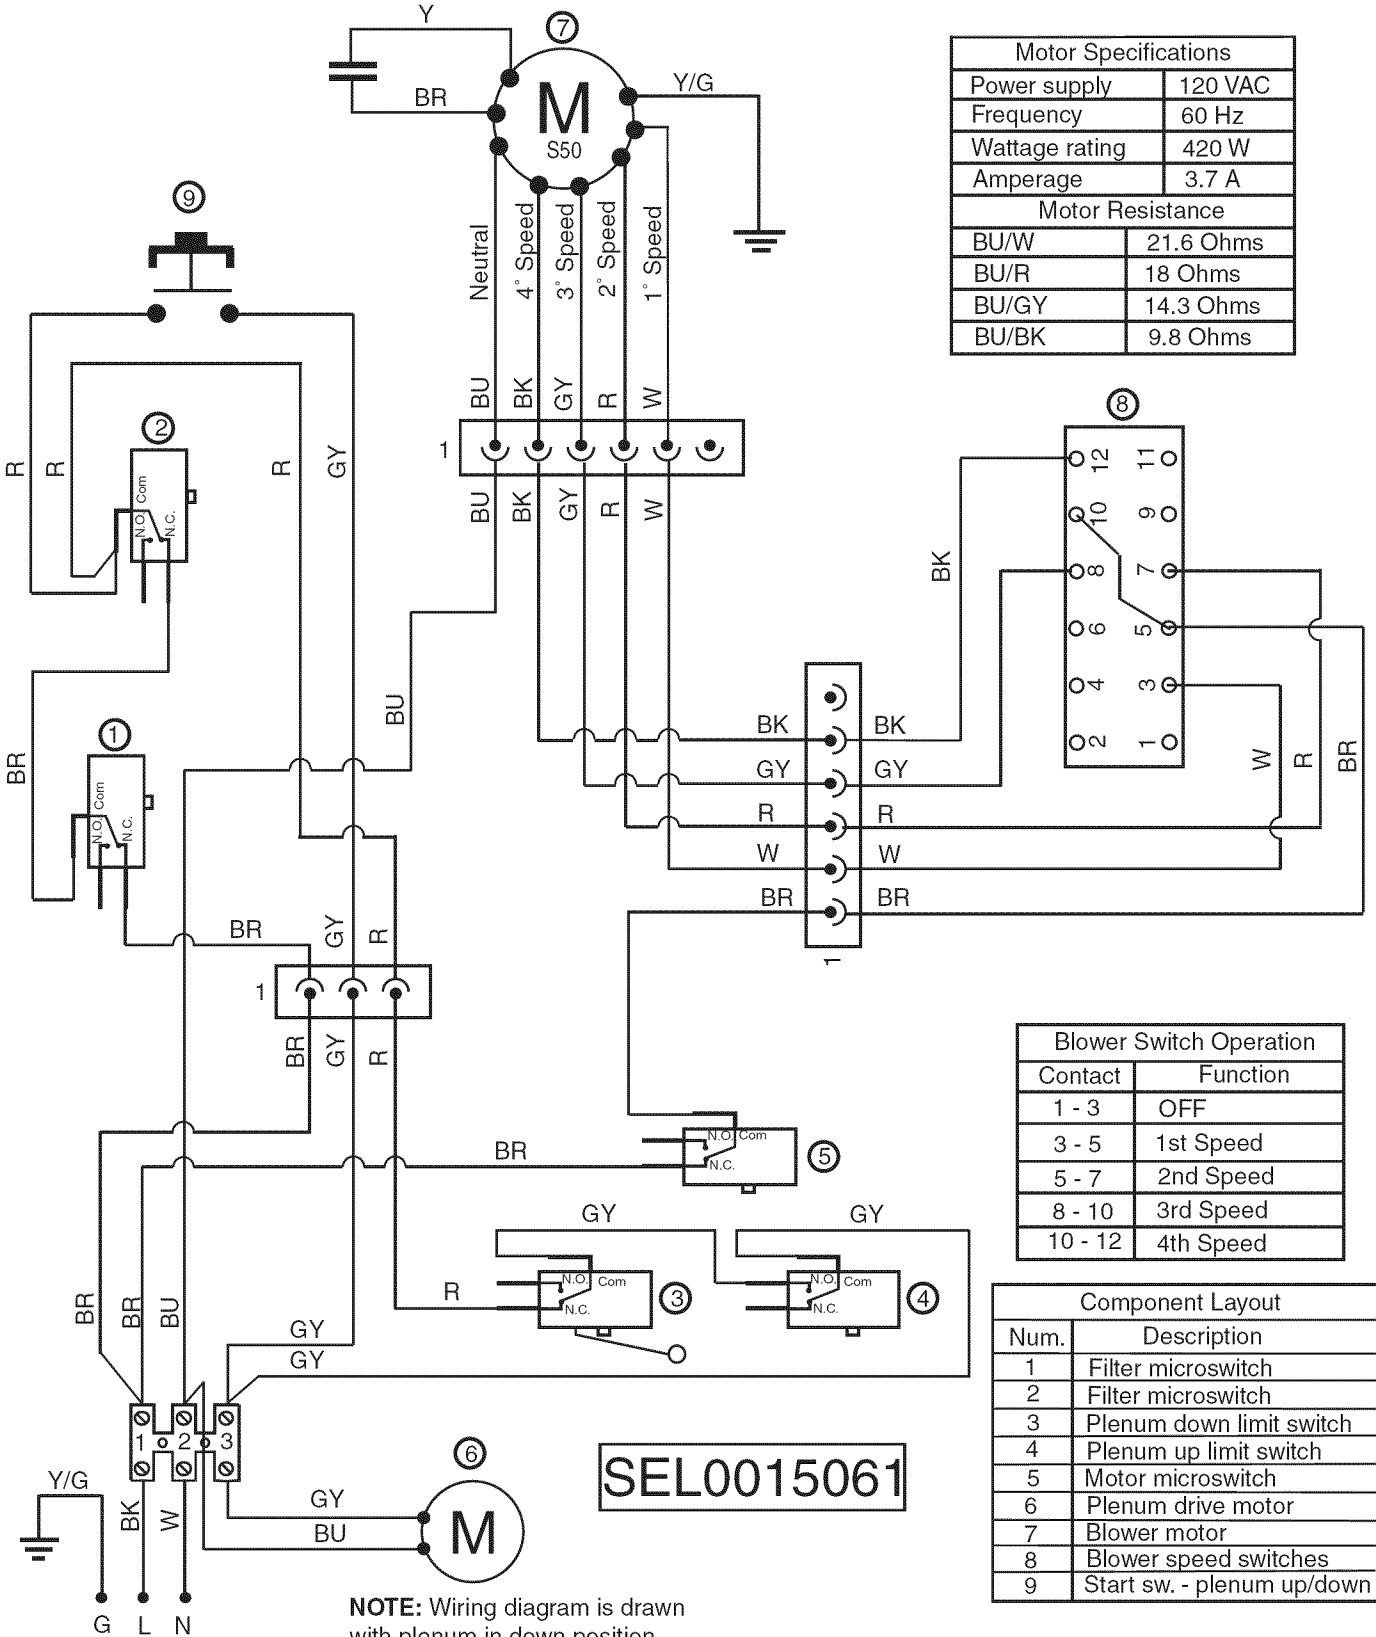 Y
7
BR
M
S50
Y/G
Motor Specifications
Power supply 120 VAC
Frequency 60 Hz
Wattage rating 420 W
Amperage 3.7 A
Motor Resistance
BU/W 21.6 Ohms
BU/R 18 Ohms
BU/GY 14.3 Ohms
BU/BK 9.8 Ohms
9
Neutral
4° Speed
3° Speed
2° Speed
1° Speed
BU BK GY R W
1
BU BK GY R W
R R R GY
2
Com
N.O.
N.C.
8
12 11
10 9
8 7
6 5
4 3
2 1
BK
W R BR
BU
BR
1
Com
N.O.
N.C.
BK BK
GY GY
R R
W W
BR BR
1
BR GY R
1
BR GY R
BR
N.O. Com
N.C.
5
Blower Switch Operation
Contact Function
1 - 3 OFF
3 - 5 1st Speed
5 - 7 2nd Speed
8 - 10 3rd Speed
10 - 12 4th Speed
GY GY
N.O. Com
N.C.
3
N.O. Com
N.C.
4
R
BR BR BU
GY
GY
Component Layout
Num. Description
1 Filter microswitch
2 Filter microswitch
3 Plenum down limit switch
4 Plenum up limit switch
5 Motor microswitch
6 Plenum drive motor
7 Blower motor
8 Blower speed switches
9 Start sw. - plenum up/down
1 2 3
6
SEL0015061
Y/G
BK W
GY
BU
M
G L N
NOTE: Wiring diagram is drawn
with plenum in down position